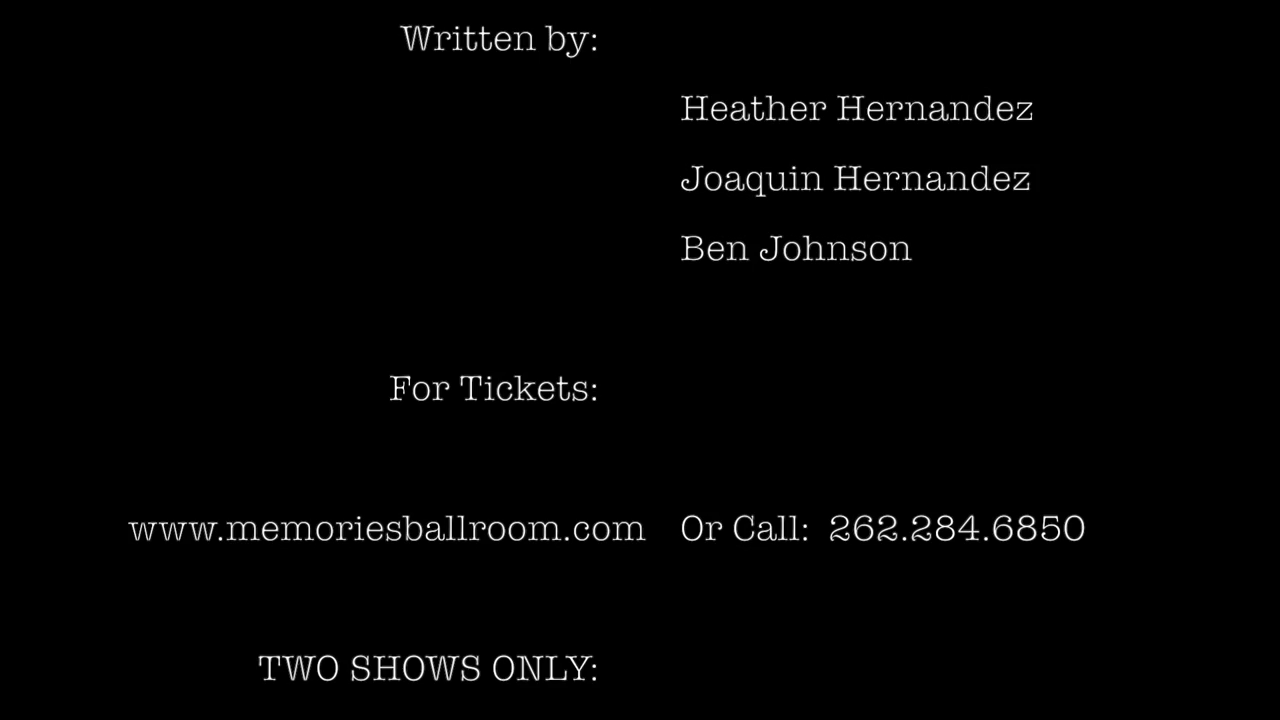 Written by:
Heather Hernandez
Joaquin Hernandez
Ben Johnson
For Tickets:
www.memoriesballroom.com Or Call: 262.284.6850
TWO SHOWS ONLY: